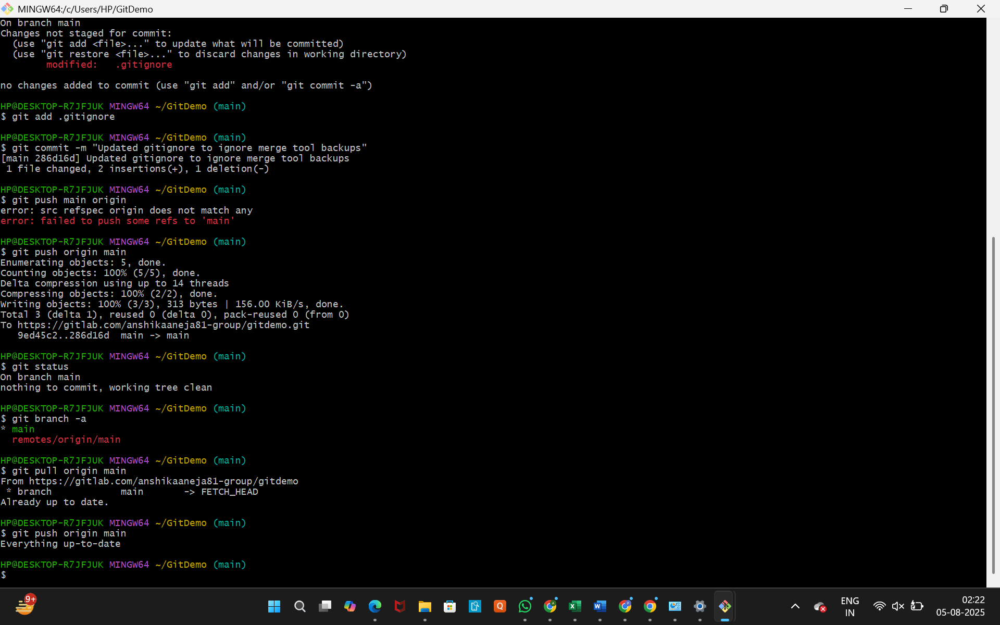 MINGW64:/c/Users/HP/GitDemo
On branch main
Changes not staged for commit:
  (use "git add <file>..." to update what will be committed)
  (use "git restore <file>..." to discard changes in working directory)
        modified:   .gitignore
no changes added to commit (use "git add" and/or "git commit -a")
HP@DESKTOP-R7JFJUK MINGW64 ~/GitDemo (main)
$ git add .gitignore
HP@DESKTOP-R7JFJUK MINGW64 ~/GitDemo (main)
$ git commit -m "Updated gitignore to ignore merge tool backups"
[main 286d16d] Updated gitignore to ignore merge tool backups
 1 file changed, 2 insertions(+), 1 deletion(-)
HP@DESKTOP-R7JFJUK MINGW64 ~/GitDemo (main)
$ git push main origin
error: src refspec origin does not match any
error: failed to push some refs to 'main'
HP@DESKTOP-R7JFJUK MINGW64 ~/GitDemo (main)
$ git push origin main
Enumerating objects: 5, done.
Counting objects: 100% (5/5), done.
Delta compression using up to 14 threads
Compressing objects: 100% (2/2), done.
Writing objects: 100% (3/3), 313 bytes | 156.00 KiB/s, done.
Total 3 (delta 1), reused 0 (delta 0), pack-reused 0 (from 0)
To https://gitlab.com/anshikaaneja81-group/gitdemo.git
   9ed45c2..286d16d  main -> main
HP@DESKTOP-R7JFJUK MINGW64 ~/GitDemo (main)
$ git status
On branch main
nothing to commit, working tree clean
HP@DESKTOP-R7JFJUK MINGW64 ~/GitDemo (main)
$ git branch -a
* main
  remotes/origin/main
HP@DESKTOP-R7JFJUK MINGW64 ~/GitDemo (main)
$ git pull origin main
From https://gitlab.com/anshikaaneja81-group/gitdemo
 * branch            main       -> FETCH_HEAD
Already up to date.
HP@DESKTOP-R7JFJUK MINGW64 ~/GitDemo (main)
$ git push origin main
Everything up-to-date
HP@DESKTOP-R7JFJUK MINGW64 ~/GitDemo (main)
$
9+
ENG
IN
02:22
05-08-2025